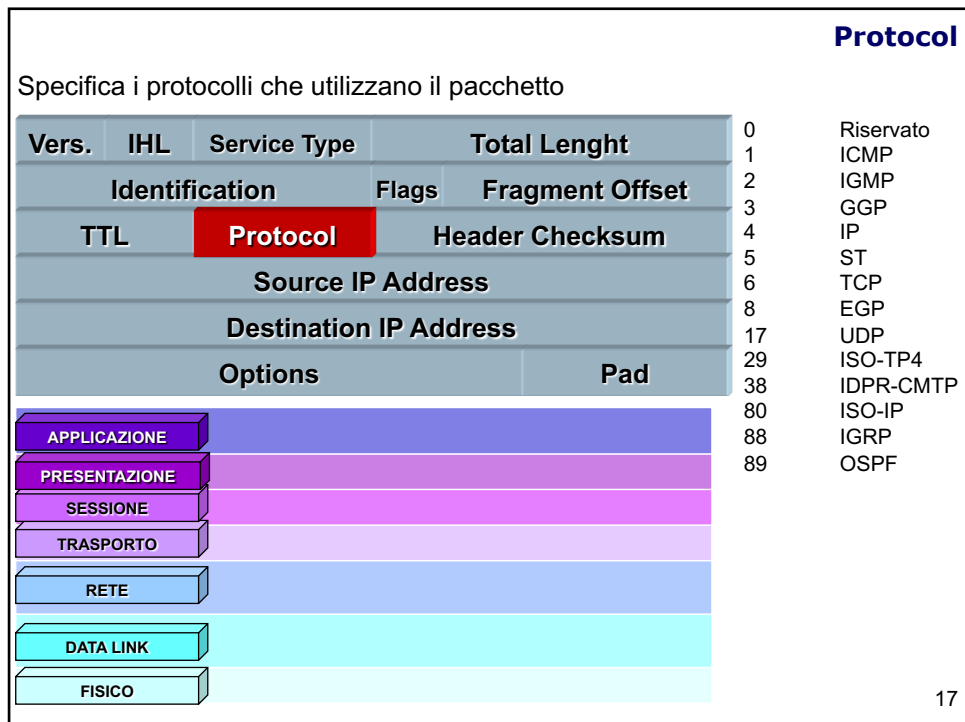 Protocol
Specifica i protocolli che utilizzano il pacchetto
Vers. IHL Service Type Total Lenght
Identification Flags Fragment Offset
TTL Protocol Header Checksum
Source IP Address
Destination IP Address
Options Pad
0 Riservato
1 ICMP
2 IGMP
3 GGP
4 IP
5 ST
6 TCP
8 EGP
17 UDP
29 ISO-TP4
38 IDPR-CMTP
80 ISO-IP
88 IGRP
89 OSPF
APPLICAZIONE
PRESENTAZIONE
SESSIONE
TRASPORTO
RETE
DATA LINK
FISICO
17